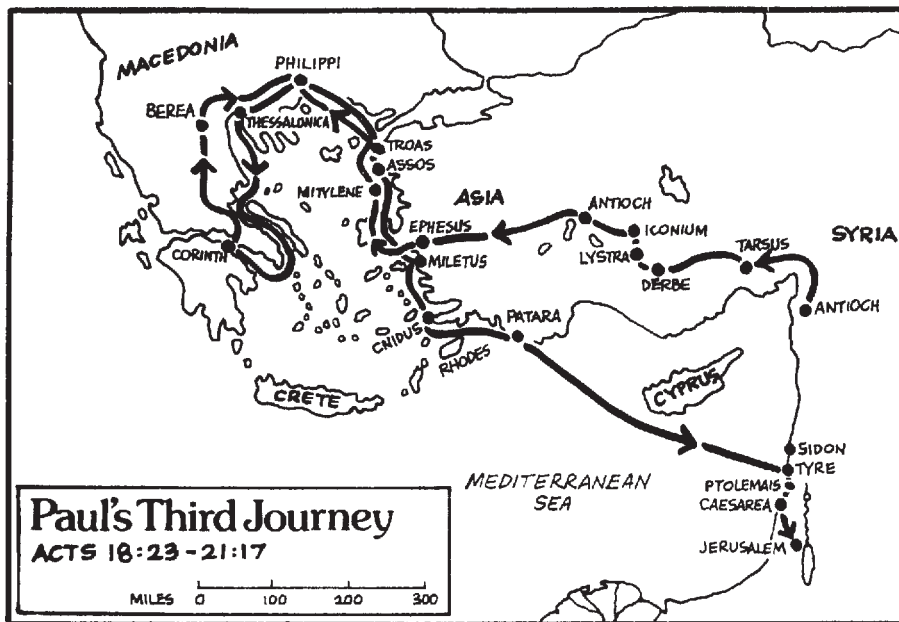 MACEDONIA
PHILIPPI
BEREA
THESSALONICA
TROAS
ASSOS
MITYLENE
ASIA
ANTIOCH
EPHESUS
ICONIUM
SYRIA
CORINTH
MILETUS
LYSTRA
TARSUS
DERBE
ANTIOCH
CNIDUS
PATARA
RHODES
CRETE
CYPRUS
SIDON
TYRE
MEDITERRANEAN
SEA
PTOLEMAIS
CAESAREA
JERUSALEM
Paul's Third Journey
ACTS 18:23-21:17
MILES 0 100 200 300